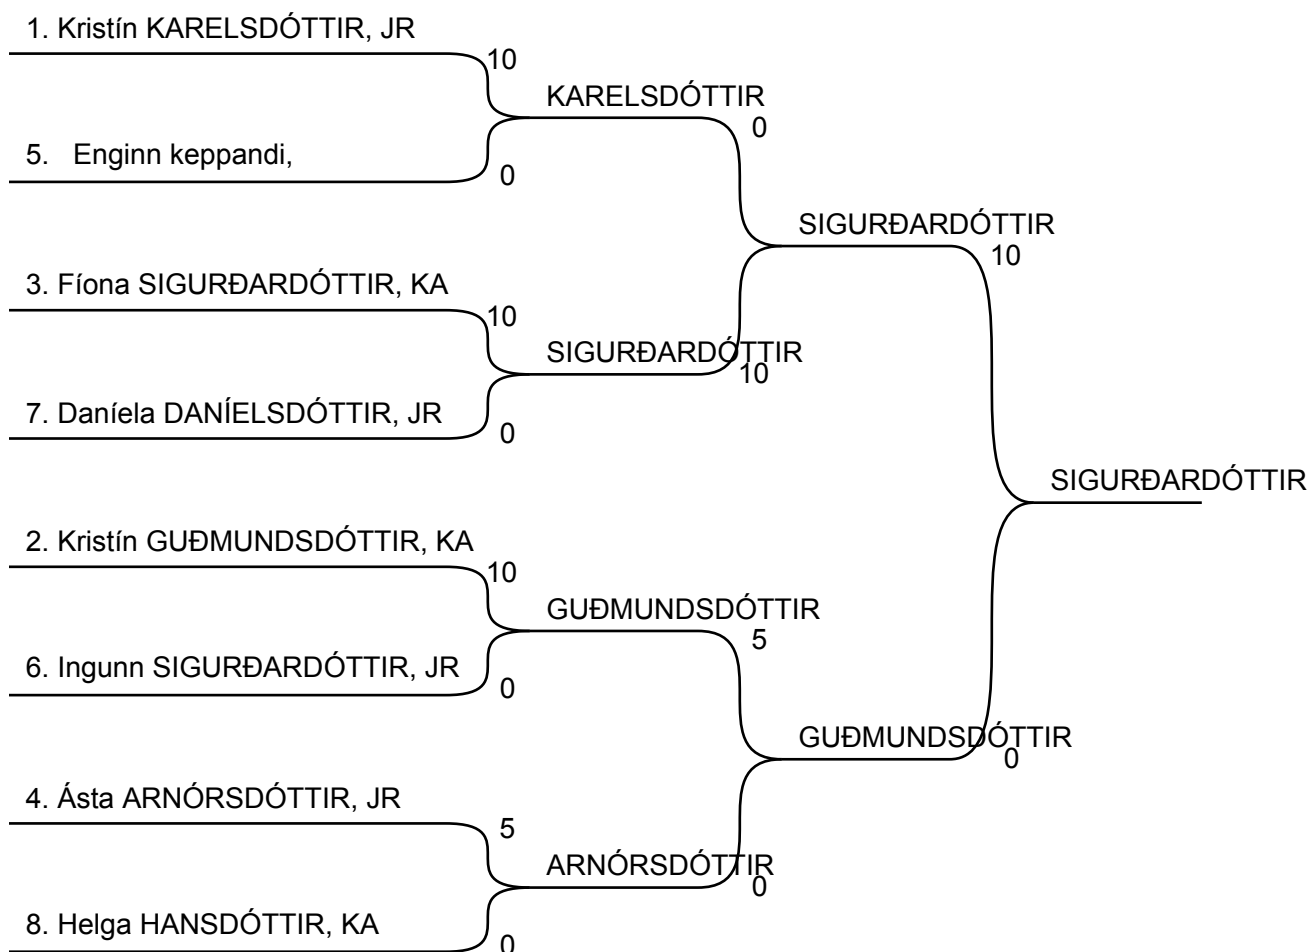 1. Kristín KARELSDÓTTIR, JR
10
KARELSDÓTTIR
0
5. Enginn keppandi,
0
SIGURÐARDÓTTIR
10
3. Fíona SIGURÐARDÓTTIR, KA
10
SIGURÐARDÓTTIR
10
7. Daníela DANÍELSDÓTTIR, JR
0
SIGURÐARDÓTTIR
2. Kristín GUÐMUNDSDÓTTIR, KA
10
GUÐMUNDSDÓTTIR
5
6. Ingunn SIGURÐARDÓTTIR, JR
0
GUÐMUNDSDÓTTIR
0
4. Ásta ARNÓRSDÓTTIR, JR
5
ARNÓRSDÓTTIR
0
8. Helga HANSDÓTTIR, KA
0